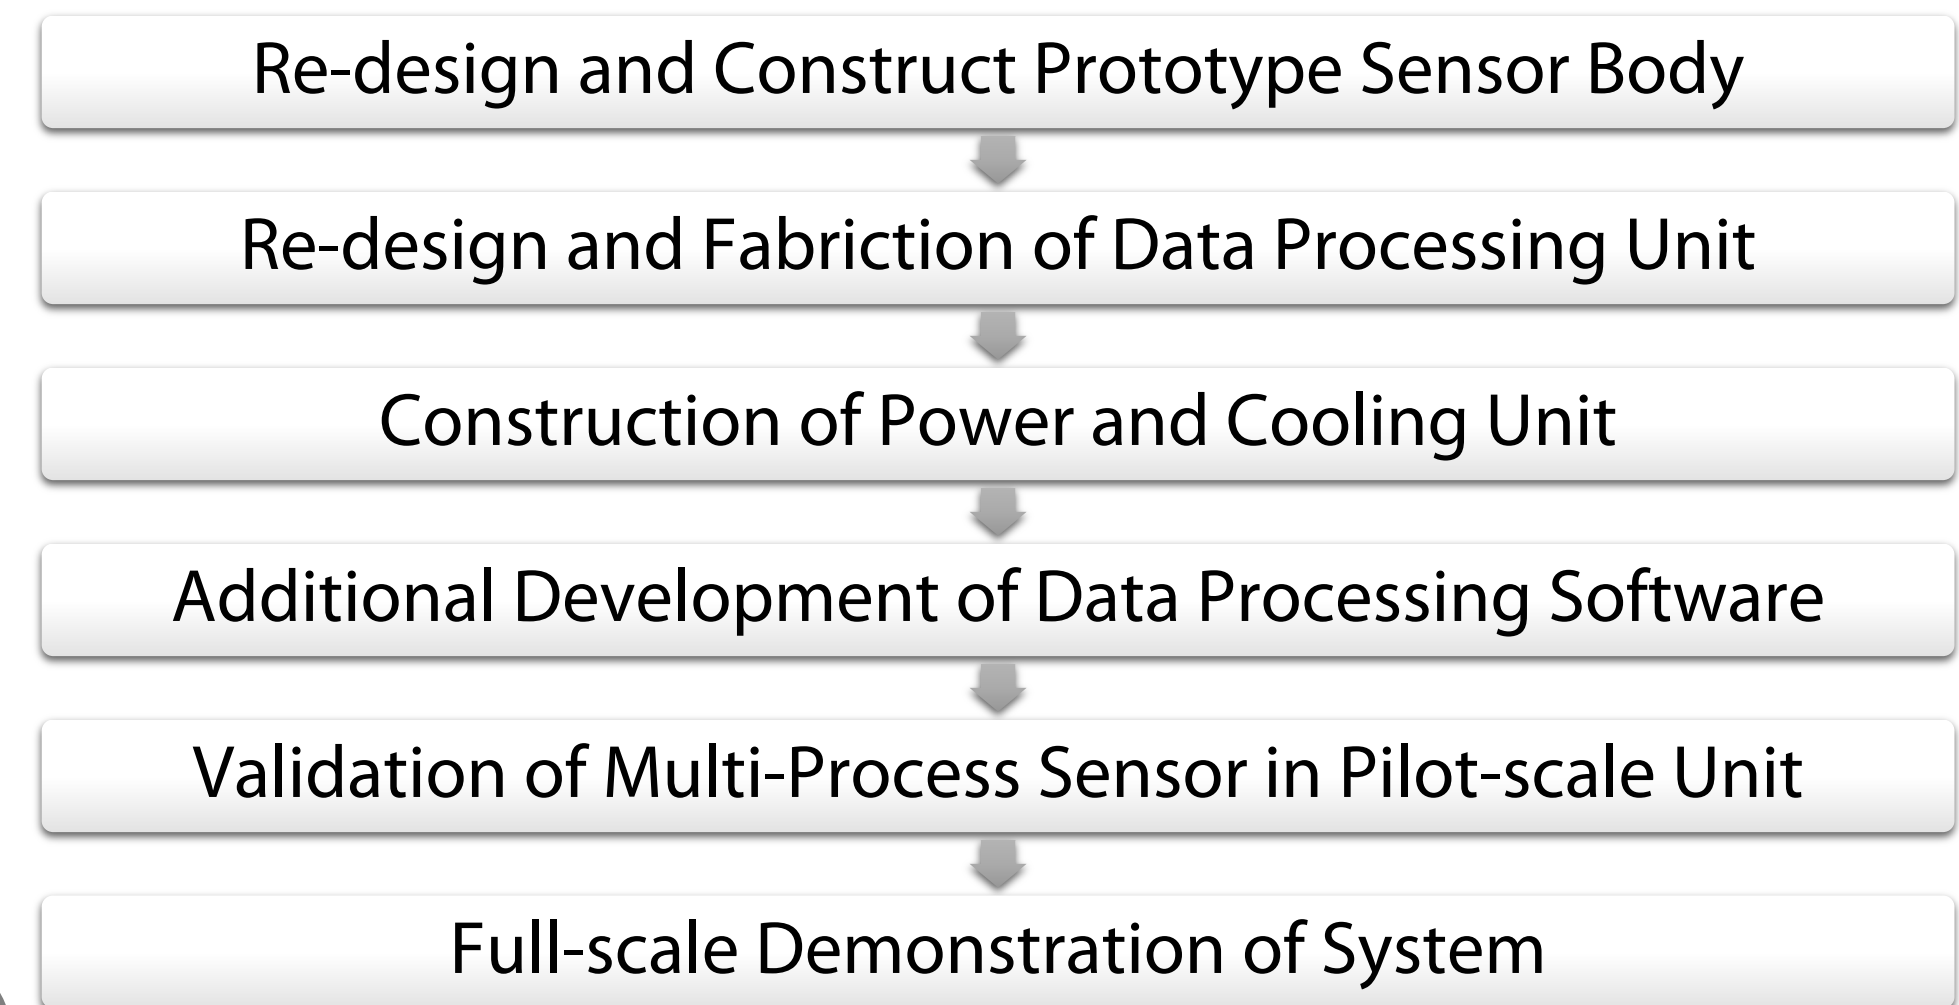 Re-design and Construct Prototype Sensor Body
Re-design and Fabriction of Data Processing Unit
Construction of Power and Cooling Unit
Additional Development of Data Processing Software
Validation of Multi-Process Sensor in Pilot-scale Unit
Full-scale Demonstration of System